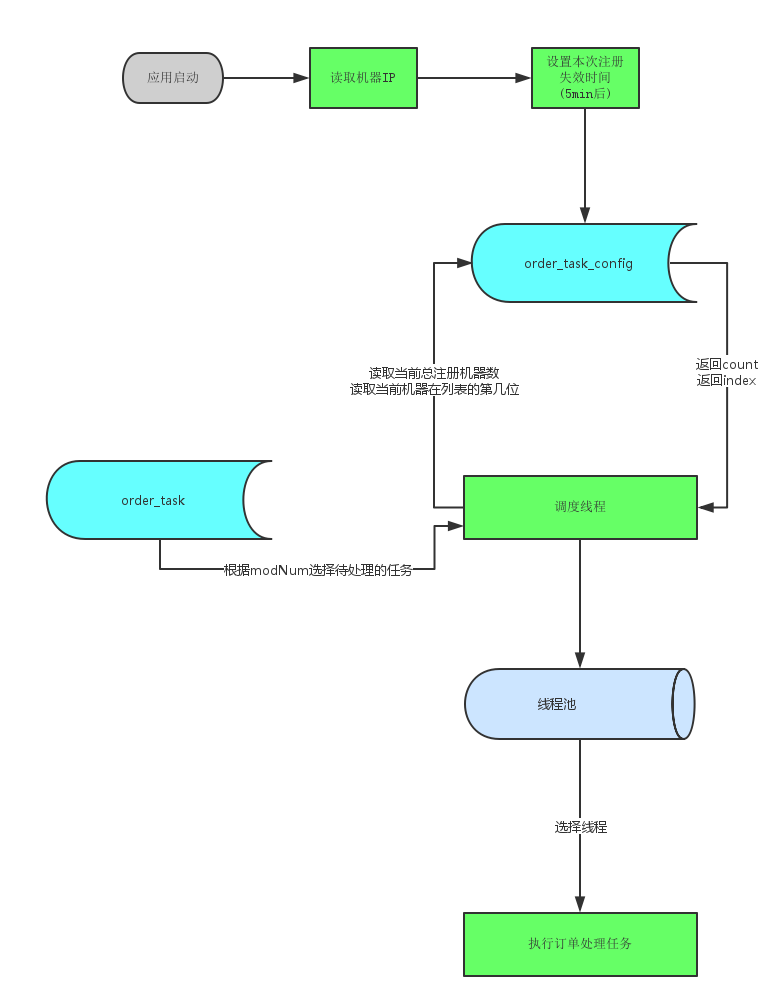 应用启动
读取机器IP
设置本次注册
失效时间
(5min后)
order_task_config
读取当前总注册机器数
读取当前机器在列表的第几位
返回count
返回index
order_task
调度线程
根据modNum选择待处理的任务
线程池
选择线程
执行订单处理任务